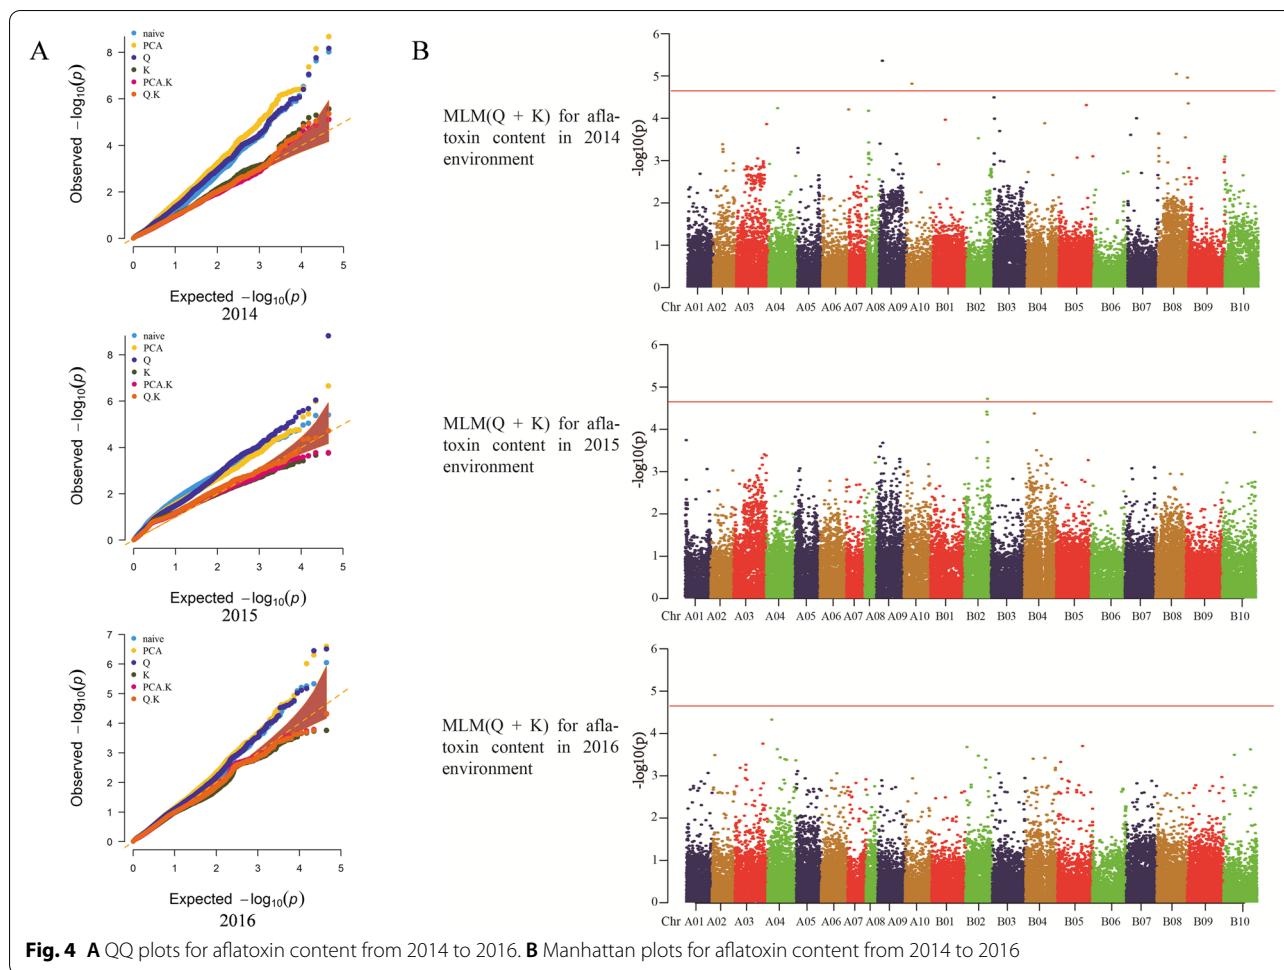 A
naive
PCA
Q
K
PCA.K
Q.K
8
6
4
2
0
Observed −log10(p)
0 1 2 3 4 5
Expected −log10(p)
2014
B
MLM(Q + K) for afla-
toxin content in 2014
environment
6
5
4
3
2
1
0
-log10(p)
Chr A01 A02 A03 A04 A05 A06 A07 A08 A09 A10 B01 B02 B03 B04 B05 B06 B07 B08 B09 B10
naive
PCA
Q
K
PCA.K
Q.K
8
6
4
2
0
Observed −log10(p)
0 1 2 3 4 5
Expected −log10(p)
2015
MLM(Q + K) for afla-
toxin content in 2015
environment
6
5
4
3
2
1
0
-log10(p)
Chr A01 A02 A03 A04 A05 A06 A07 A08 A09 A10 B01 B02 B03 B04 B05 B06 B07 B08 B09 B10
naive
PCA
Q
K
PCA.K
Q.K
7
6
5
4
3
2
1
0
Observed −log10(p)
0 1 2 3 4 5
Expected −log10(p)
2016
MLM(Q + K) for afla-
toxin content in 2016
environment
6
5
4
3
2
1
0
-log10(p)
Chr A01 A02 A03 A04 A05 A06 A07 A08 A09 A10 B01 B02 B03 B04 B05 B06 B07 B08 B09 B10
Fig. 4 A QQ plots for aflatoxin content from 2014 to 2016. B Manhattan plots for aflatoxin content from 2014 to 2016